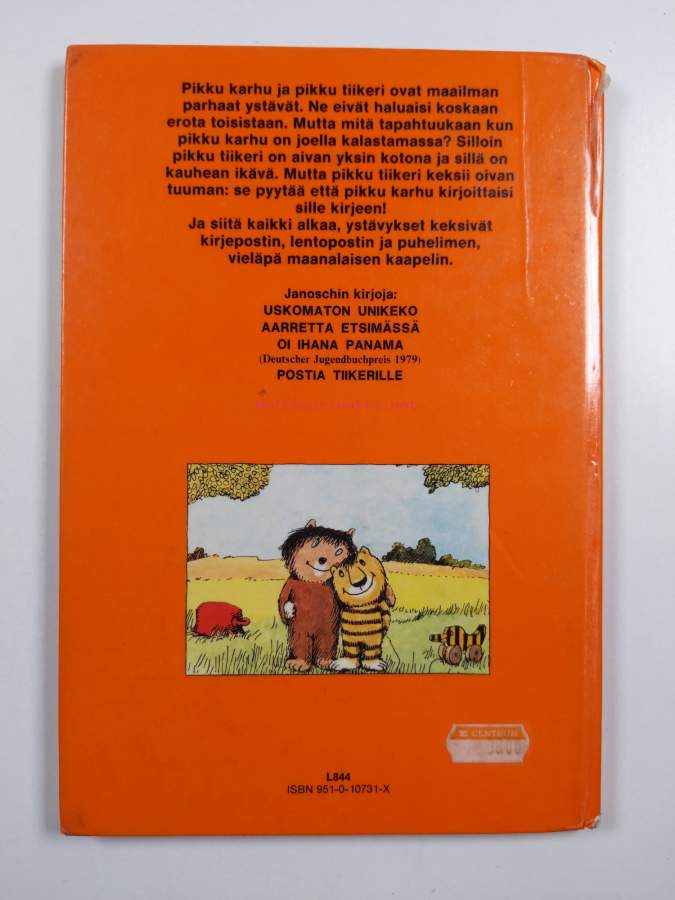 Pikku karhu ja pikku tiikeri ovat maailman
parhaat ystävät. Ne eivät haluaisi koskaan
erota toisistaan. Mutta mitä tapahtuukaan kun
pikku karhu on joella kalastamassa? Silloin
pikku tiikeri on aivan yksin kotona ja sillä on
kauhean ikävä. Mutta pikku tiikeri keksii oivan
tuuman: se pyytää että pikku karhu kirjoittaisi
sille kirjeen!
Ja siitä kaikki alkaa, ystävykset keksivät
kirjepostin, lentopostin ja puhelimen,
vieläpä maanalaisen kaapelin.
Janoschin kirjoja:
USKOMATON UNIKEKO
AARRETTA ETSIMÄSSÄ
OI IHANA PANAMA
(Deutscher Jugendbuchpreis 1979)
POSTIA TIIKERILLE
CENTRUM
L844
ISBN 951-0-10731-X